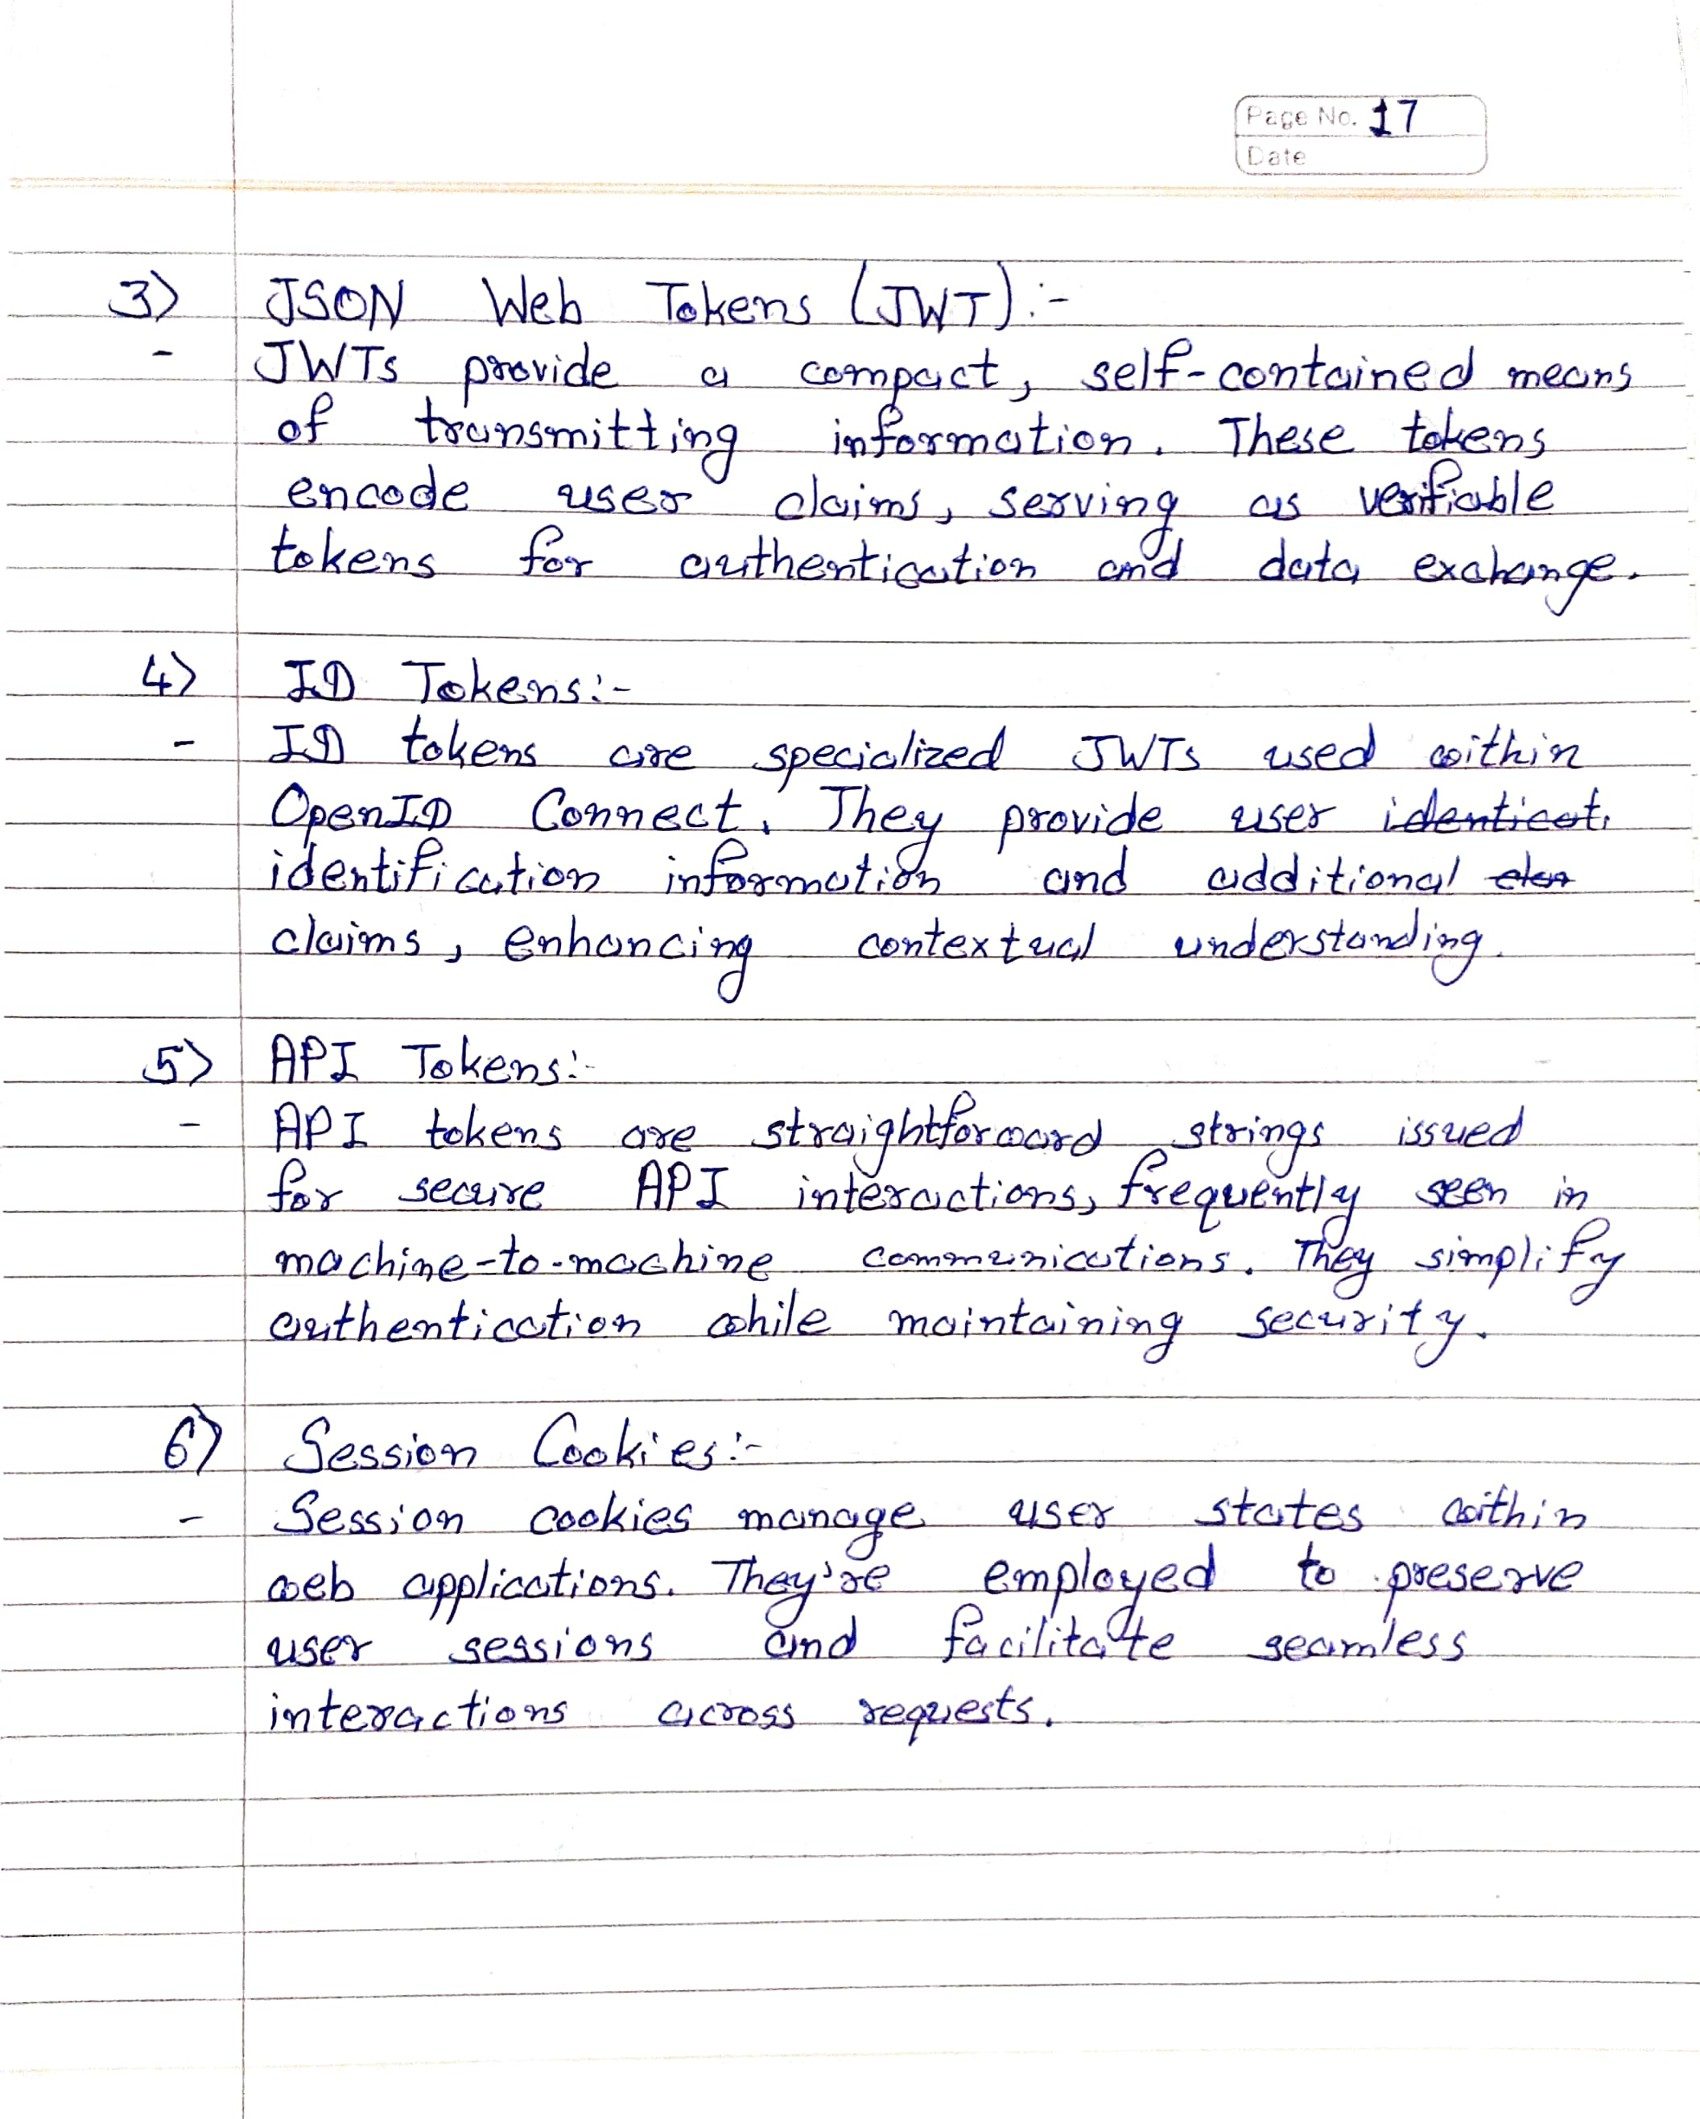 Page No. 17
Date
3) JSON Web Tokens (JWT):-
- JWTs provide a compact, self-contained means
of transmitting information. These tokens
encode user claims, serving as verifiable
tokens for authentication and data exchange.
4) ID Tokens:-
- ID tokens are specialized JWTs used within
OpenID Connect. They provide user identicat
identification information and additional
claims, enhancing contextual understanding.
5) API Tokens:-
- API tokens are straightforward strings issued
for secure API interactions, frequently seen in
machine-to-machine communications. They simplify
authentication while maintaining security.
6) Session Cookies:-
- Session cookies manage user states within
web applications. They're employed to preserve
user sessions and facilitate seamless
interactions across requests.